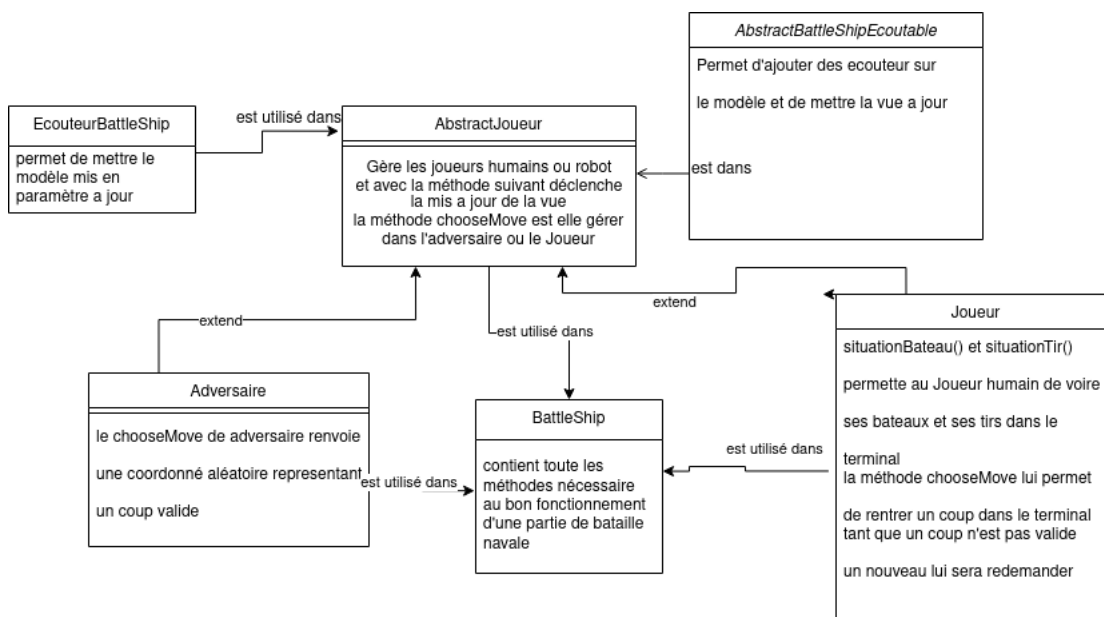 AbstractBattleShipEcoutable
Permet d'ajouter des ecouteur sur
le modèle et de mettre la vue a jour
est utilisé dans
EcouteurBattleShip
permet de mettre le
modèle mis en
paramètre a jour
AbstractJoueur
Gère les joueurs humains ou robot
et avec la méthode suivant déclenche
la mis a jour de la vue
la méthode chooseMove est elle gérer
dans l'adversaire ou le Joueur
est dans
extend
est utilisé dans
extend
Joueur
situationBateau() et situationTir()
permette au Joueur humain de voire
ses bateaux et ses tirs dans le
terminal
la méthode chooseMove lui permet
de rentrer un coup dans le terminal
tant que un coup n'est pas valide
un nouveau lui sera redemander
Adversaire
le chooseMove de adversaire renvoie
une coordonné aléatoire representant
un coup valide
est utilisé dans
BattleShip
contient toute les
méthodes nécessaire
au bon fonctionnement
d'une partie de bataille
navale
est utilisé dans